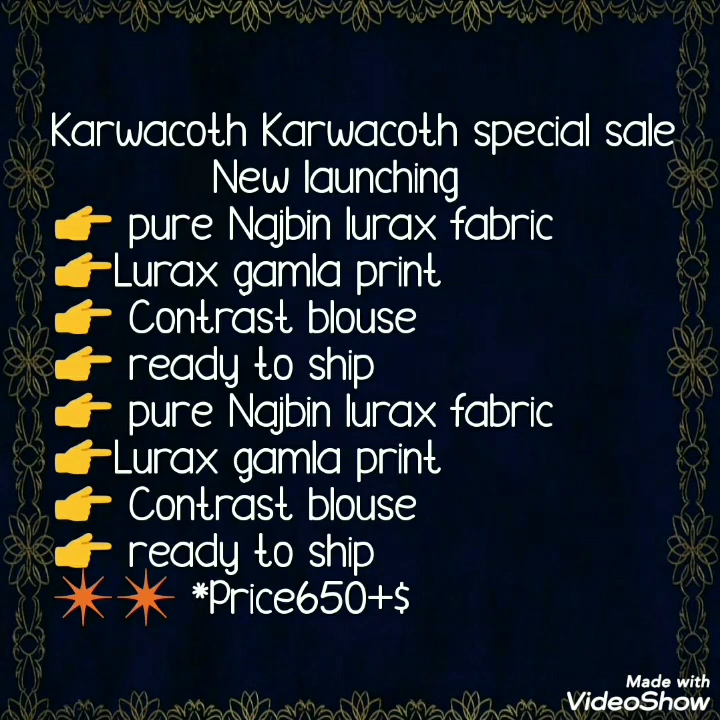 Karwacoth Karwacoth special sale
New launching
👉 pure Najbin lurax fabric
👉Lurax gamla print
👉 Contrast blouse
👉 ready to ship
👉 pure Najbin lurax fabric
👉Lurax gamla print
👉 Contrast blouse
👉 ready to ship
✴✴ *Price650+$
Made with
VideoShow